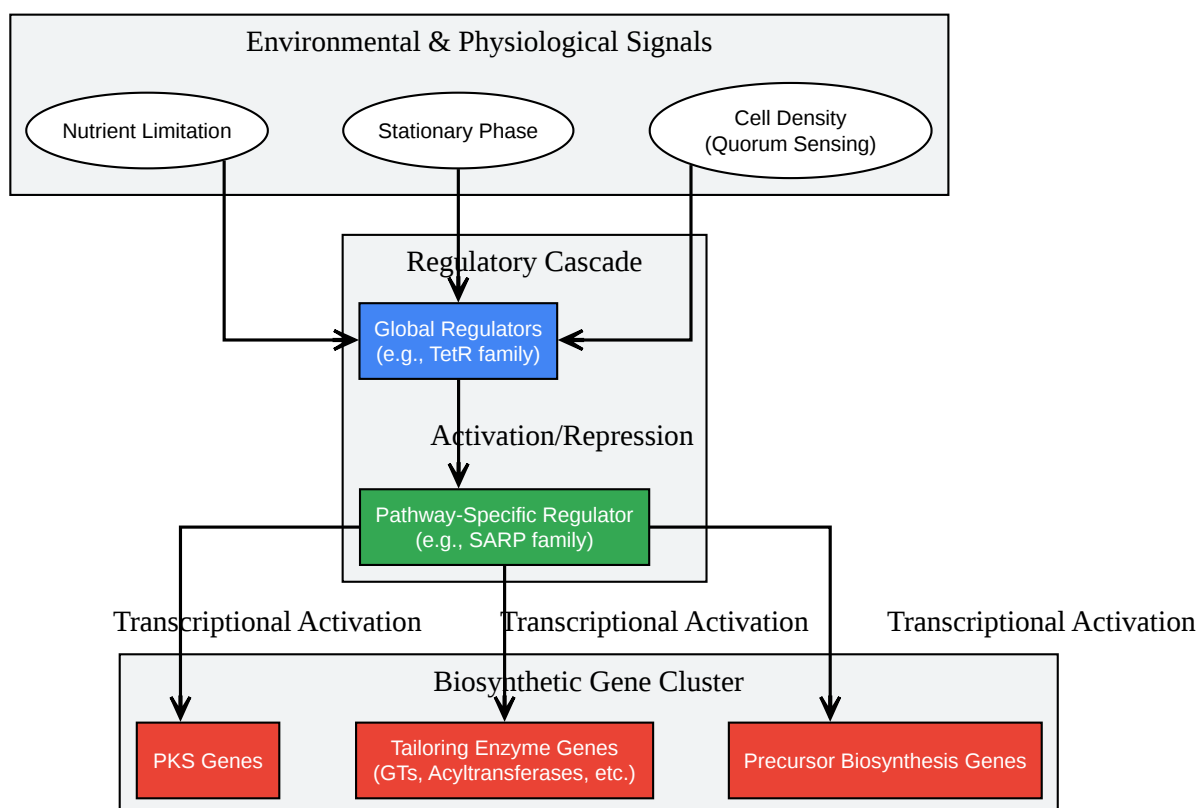 Environmental & Physiological Signals
Nutrient Limitation
Stationary Phase
Cell Density
(Quorum Sensing)
Regulatory Cascade
Global Regulators
(e.g., TetR family)
Activation/Repression
Pathway-Specific Regulator
(e.g., SARP family)
Transcriptional Activation
Transcriptional Activation
Transcriptional Activation
Biosynthetic Gene Cluster
PKS Genes
Tailoring Enzyme Genes
(GTs, Acyltransferases, etc.)
Precursor Biosynthesis Genes